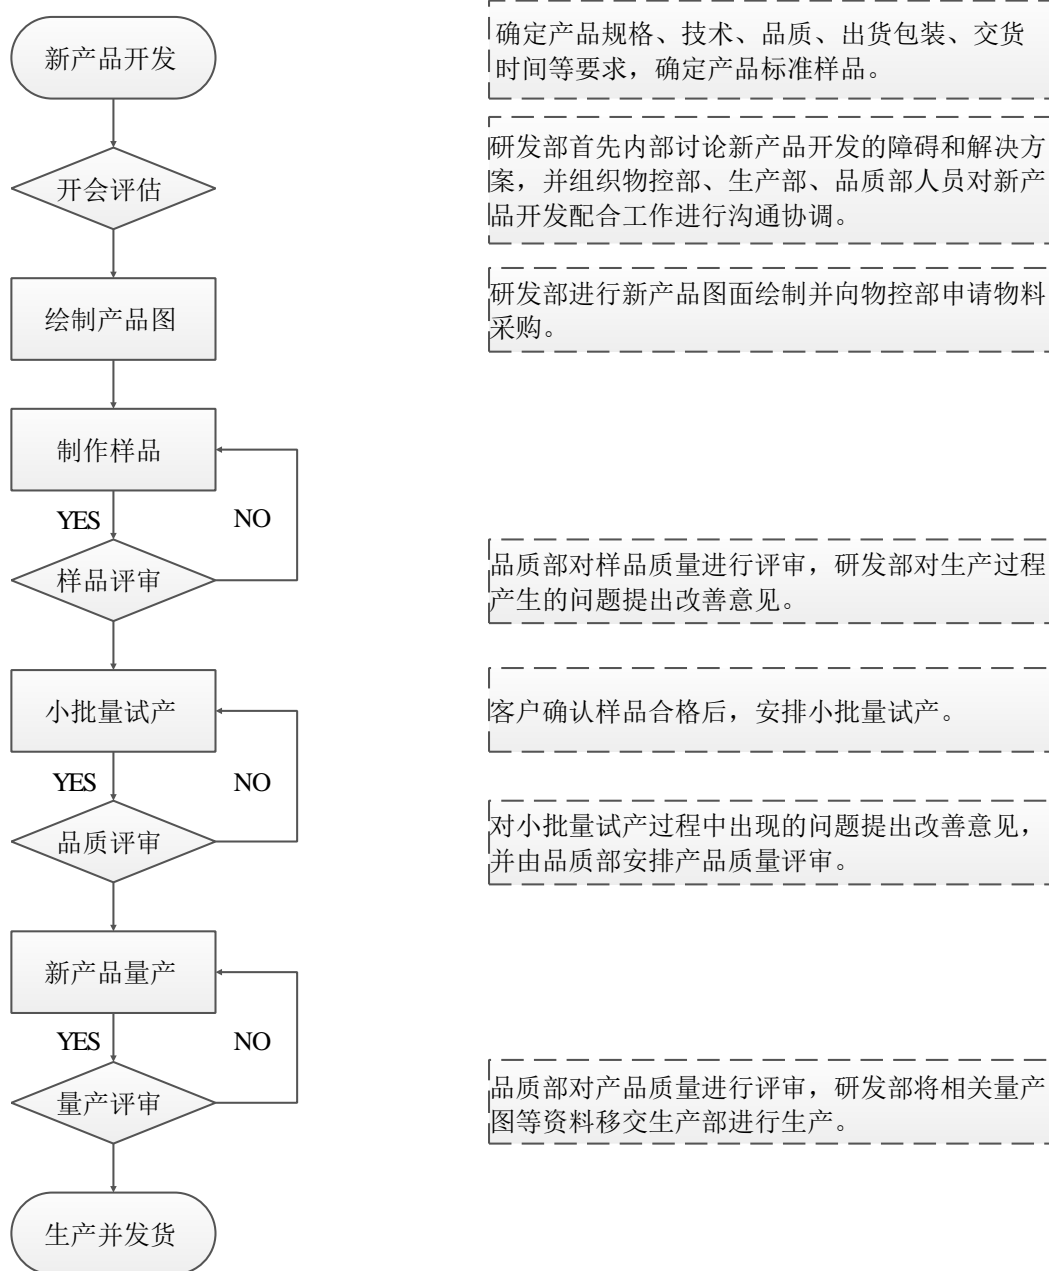 新产品开发
确定产品规格、技术、品质、出货包装、交货
时间等要求，确定产品标准样品。
开会评估
研发部首先内部讨论新产品开发的障碍和解决方
案，并组织物控部、生产部、品质部人员对新产
品开发配合工作进行沟通协调。
绘制产品图
研发部进行新产品图面绘制并向物控部申请物料
采购。
制作样品
YES
NO
样品评审
品质部对样品质量进行评审，研发部对生产过程
产生的问题提出改善意见。
小批量试产
客户确认样品合格后，安排小批量试产。
YES
NO
品质评审
对小批量试产过程中出现的问题提出改善意见，
并由品质部安排产品质量评审。
新产品量产
YES
NO
量产评审
品质部对产品质量进行评审，研发部将相关量产
图等资料移交生产部进行生产。
生产并发货